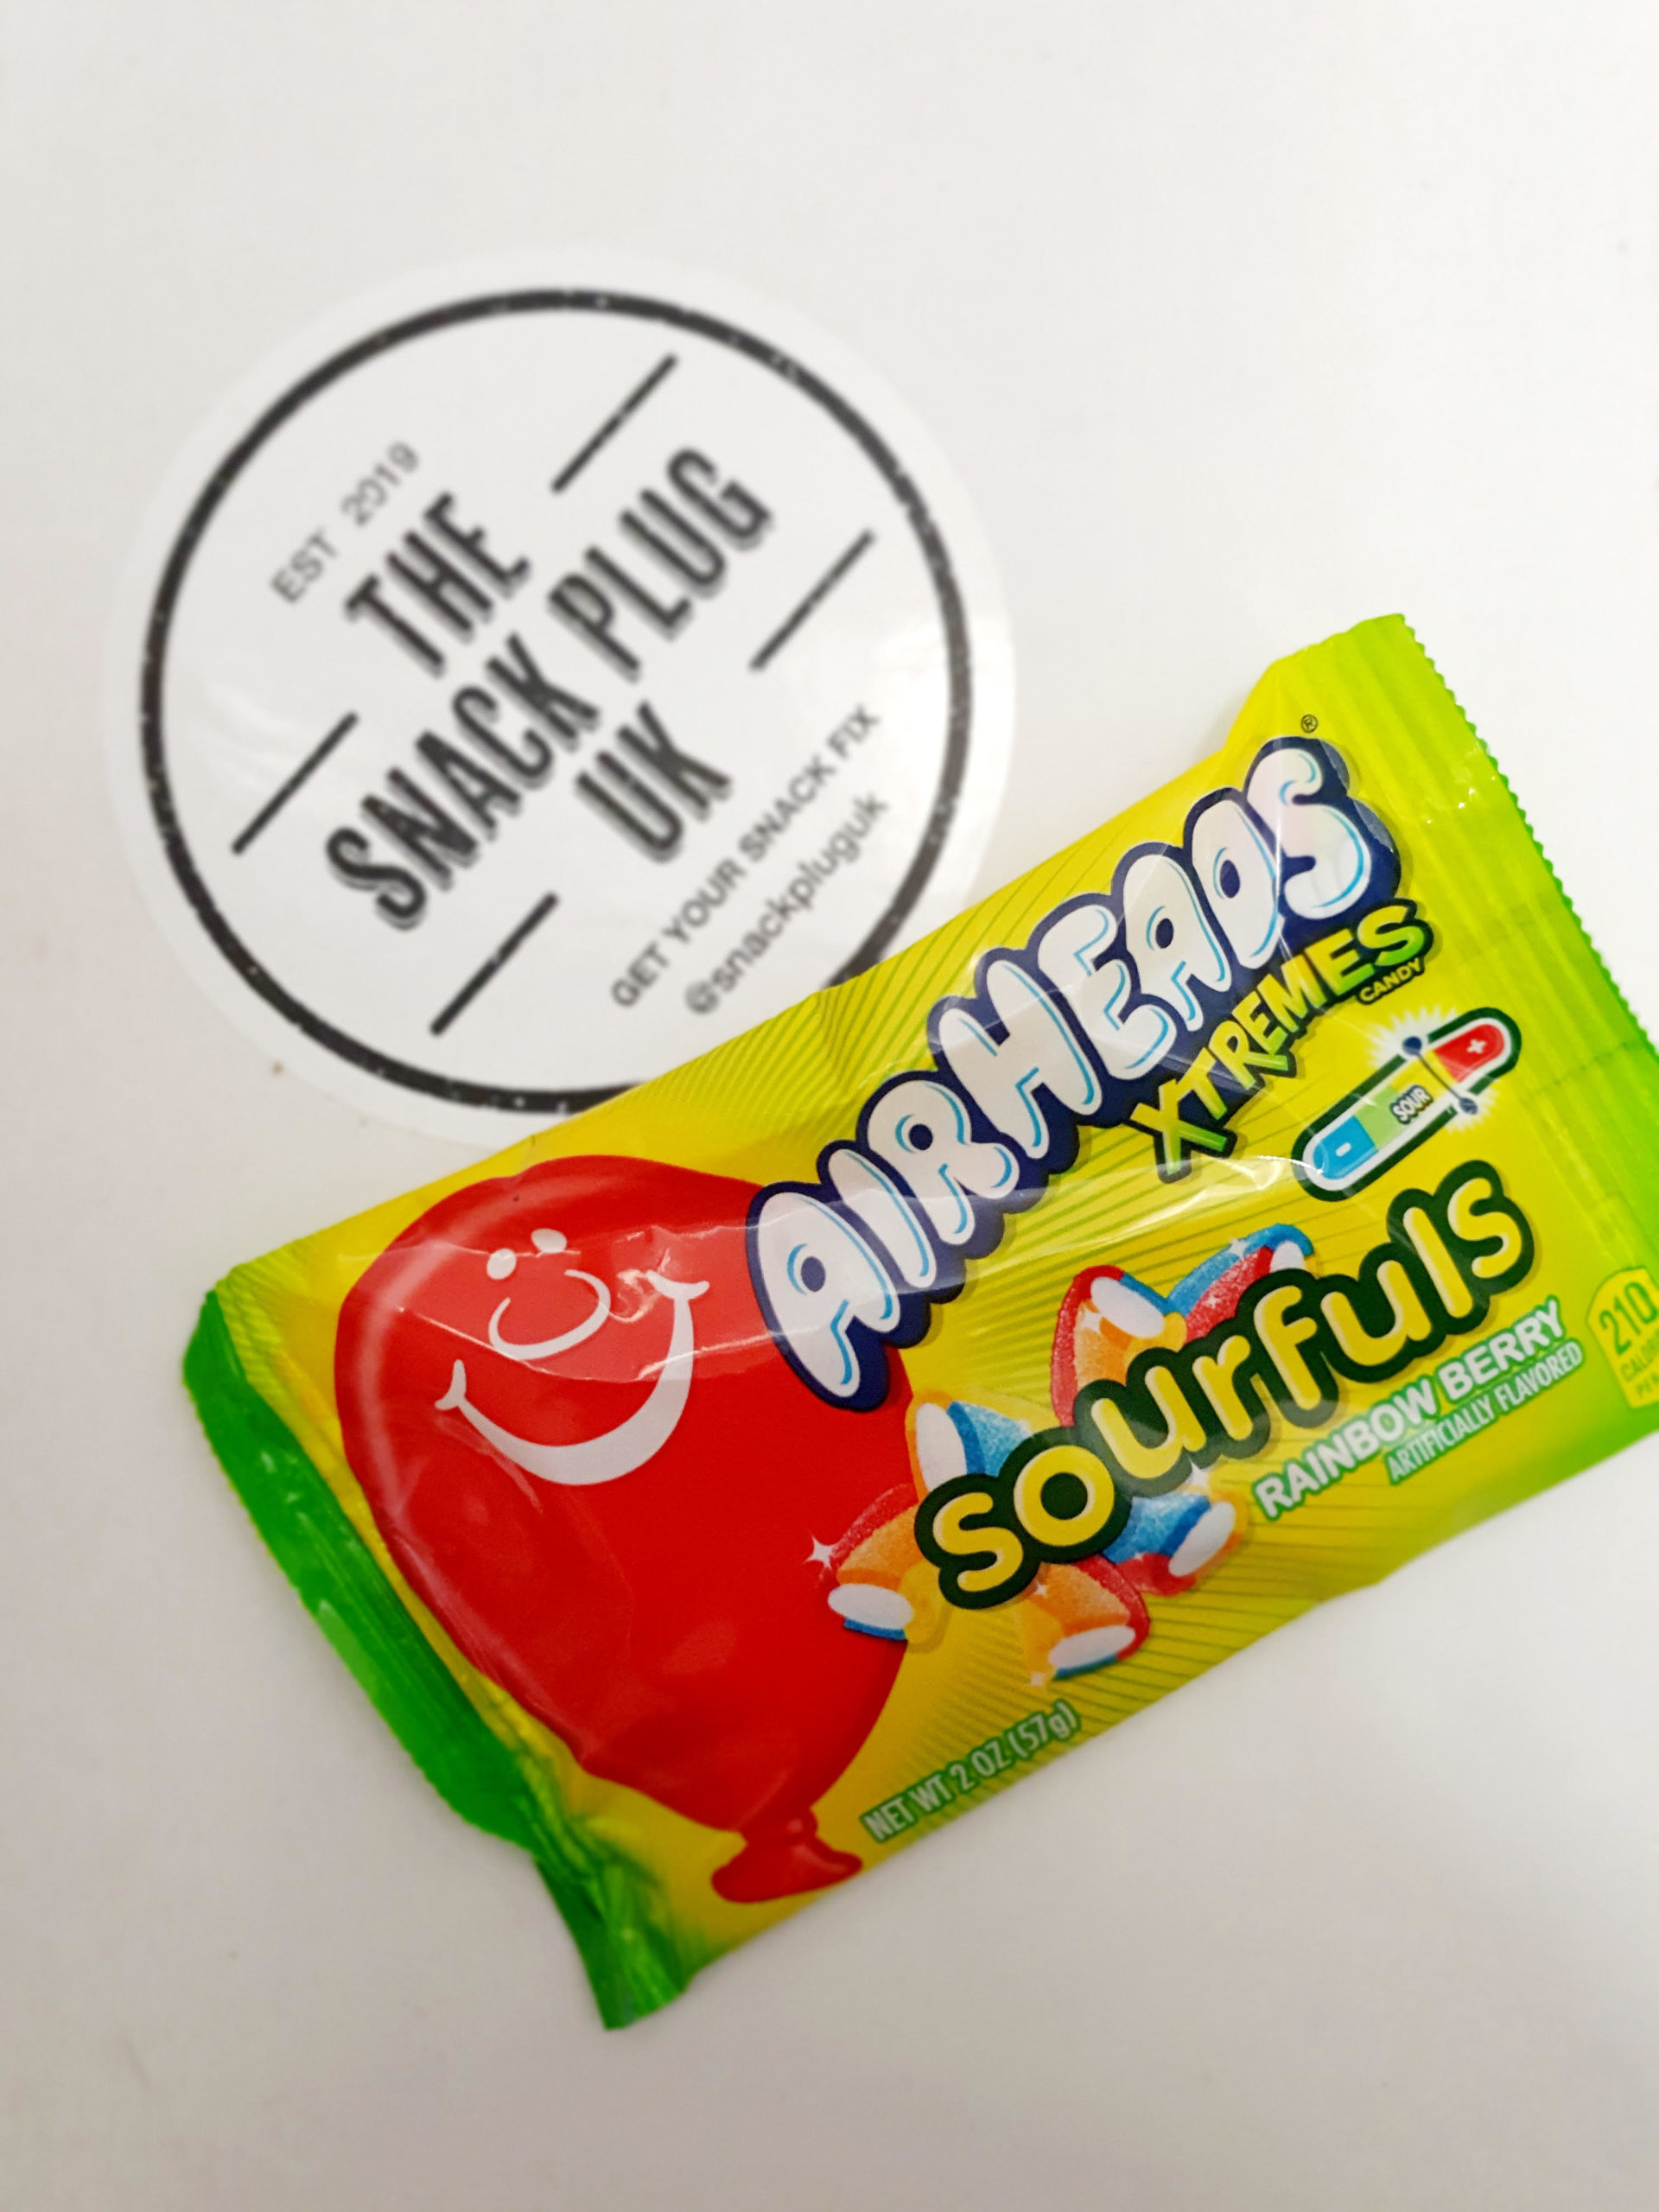 EST 2019
THE
SNACK PLUG
UK
GET YOUR SNACK FIX
@snackpluguk
AIRHEADS®
XTREMES
CANDY
- SOUR +
sourfuls
RAINBOW BERRY
ARTIFICIALLY FLAVORED
210
NET WT 2 OZ (57g)